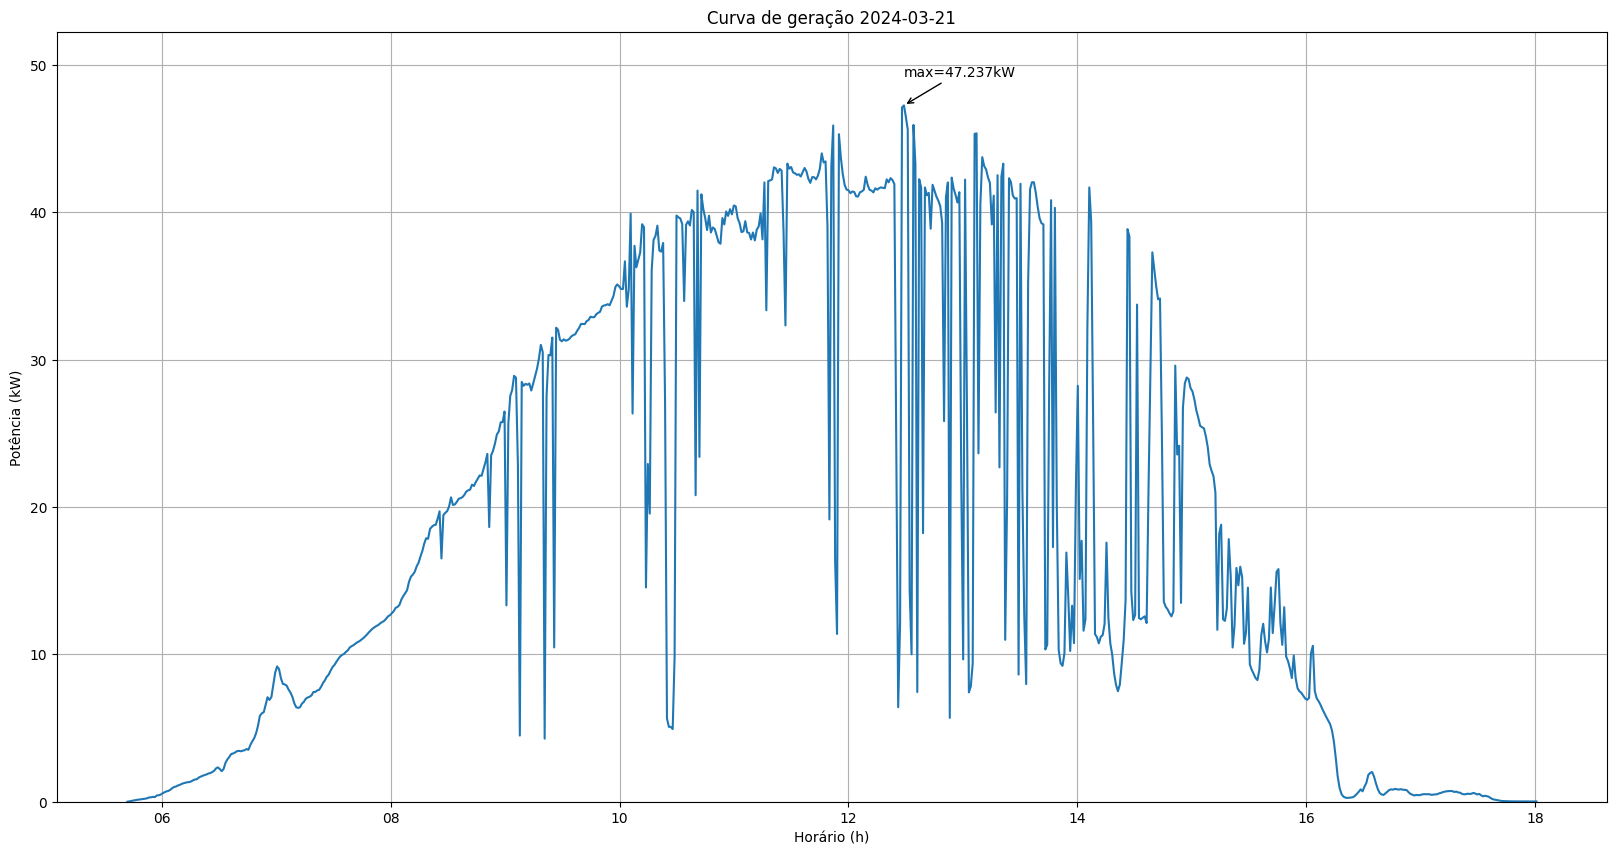 Curva de geração 2024-03-21
max=47.237kW
Potência (kW)
50
40
30
20
10
0
06 08 10 12 14 16 18
Horário (h)